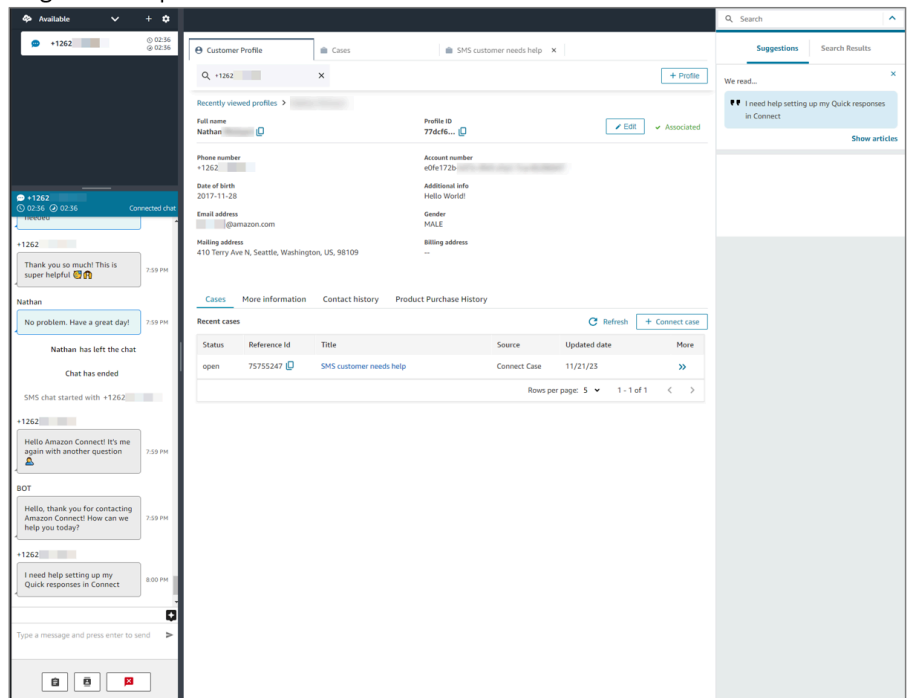 Available
+1262
02:36
02:36
+1262
02:36 02:36
Connected chat
needed
+1262
Thank you so much! This is
super helpful
7:59 PM
Nathan
No problem. Have a great day!
7:59 PM
Nathan has left the chat
Chat has ended
SMS chat started with +1262
+1262
Hello Amazon Connect! It's me
again with another question
7:59 PM
BOT
Hello, thank you for contacting
Amazon Connect! How can we
help you today?
7:59 PM
+1262
I need help setting up my
Quick responses in Connect
8:00 PM
Type a message and press enter to send
Customer Profile
Cases
SMS customer needs help
+1262
+ Profile
Recently viewed profiles >
Full name
Nathan
Profile ID
77dcf6...
Edit
Associated
Phone number
+1262
Account number
e0fe172b
Date of birth
2017-11-28
Additional info
Hello World!
Email address
@amazon.com
Gender
MALE
Mailing address
410 Terry Ave N, Seattle, Washington, US, 98109
Billing address
—
Cases More information Contact history Product Purchase History
Recent cases
Refresh
+ Connect case
Status Reference Id Title Source Updated date More
open 75755247 SMS customer needs help Connect Case 11/21/23 »
Rows per page: 5 1 - 1 of 1 < >
Search
Suggestions Search Results
We read...
I need help setting up my Quick responses
in Connect
Show articles